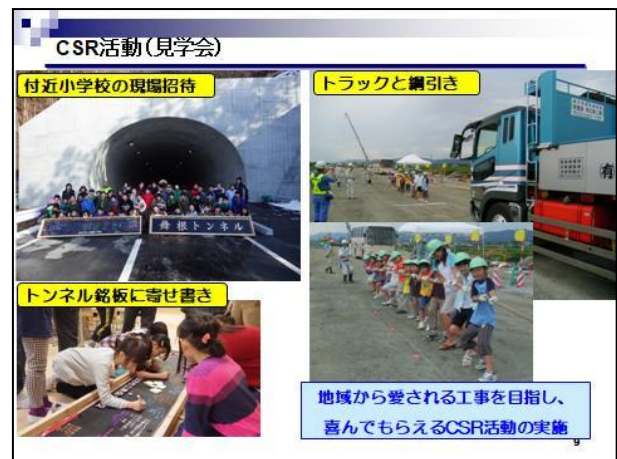 CSR活動(見学会)
付近小学校の現場招待
トラックと綱引き
舞根トンネル
有
トンネル銘板に寄せ書き
地域から愛される工事を目指し、
喜んでもらえるCSR活動の実施
9